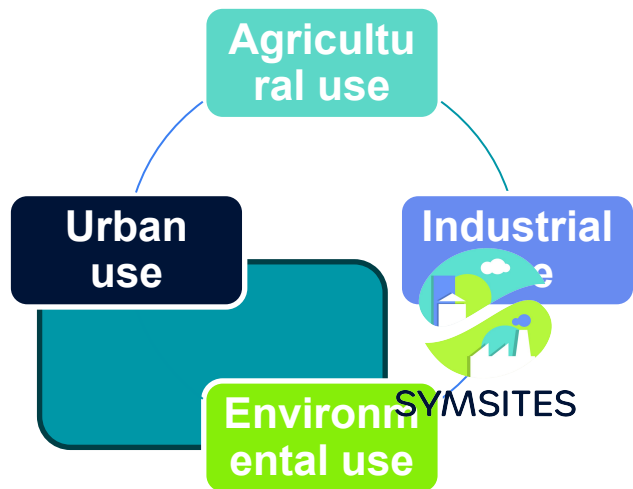 Agricultu
ral use
Urban
use
Industrial
e
Environm
ental use
SYMSITES